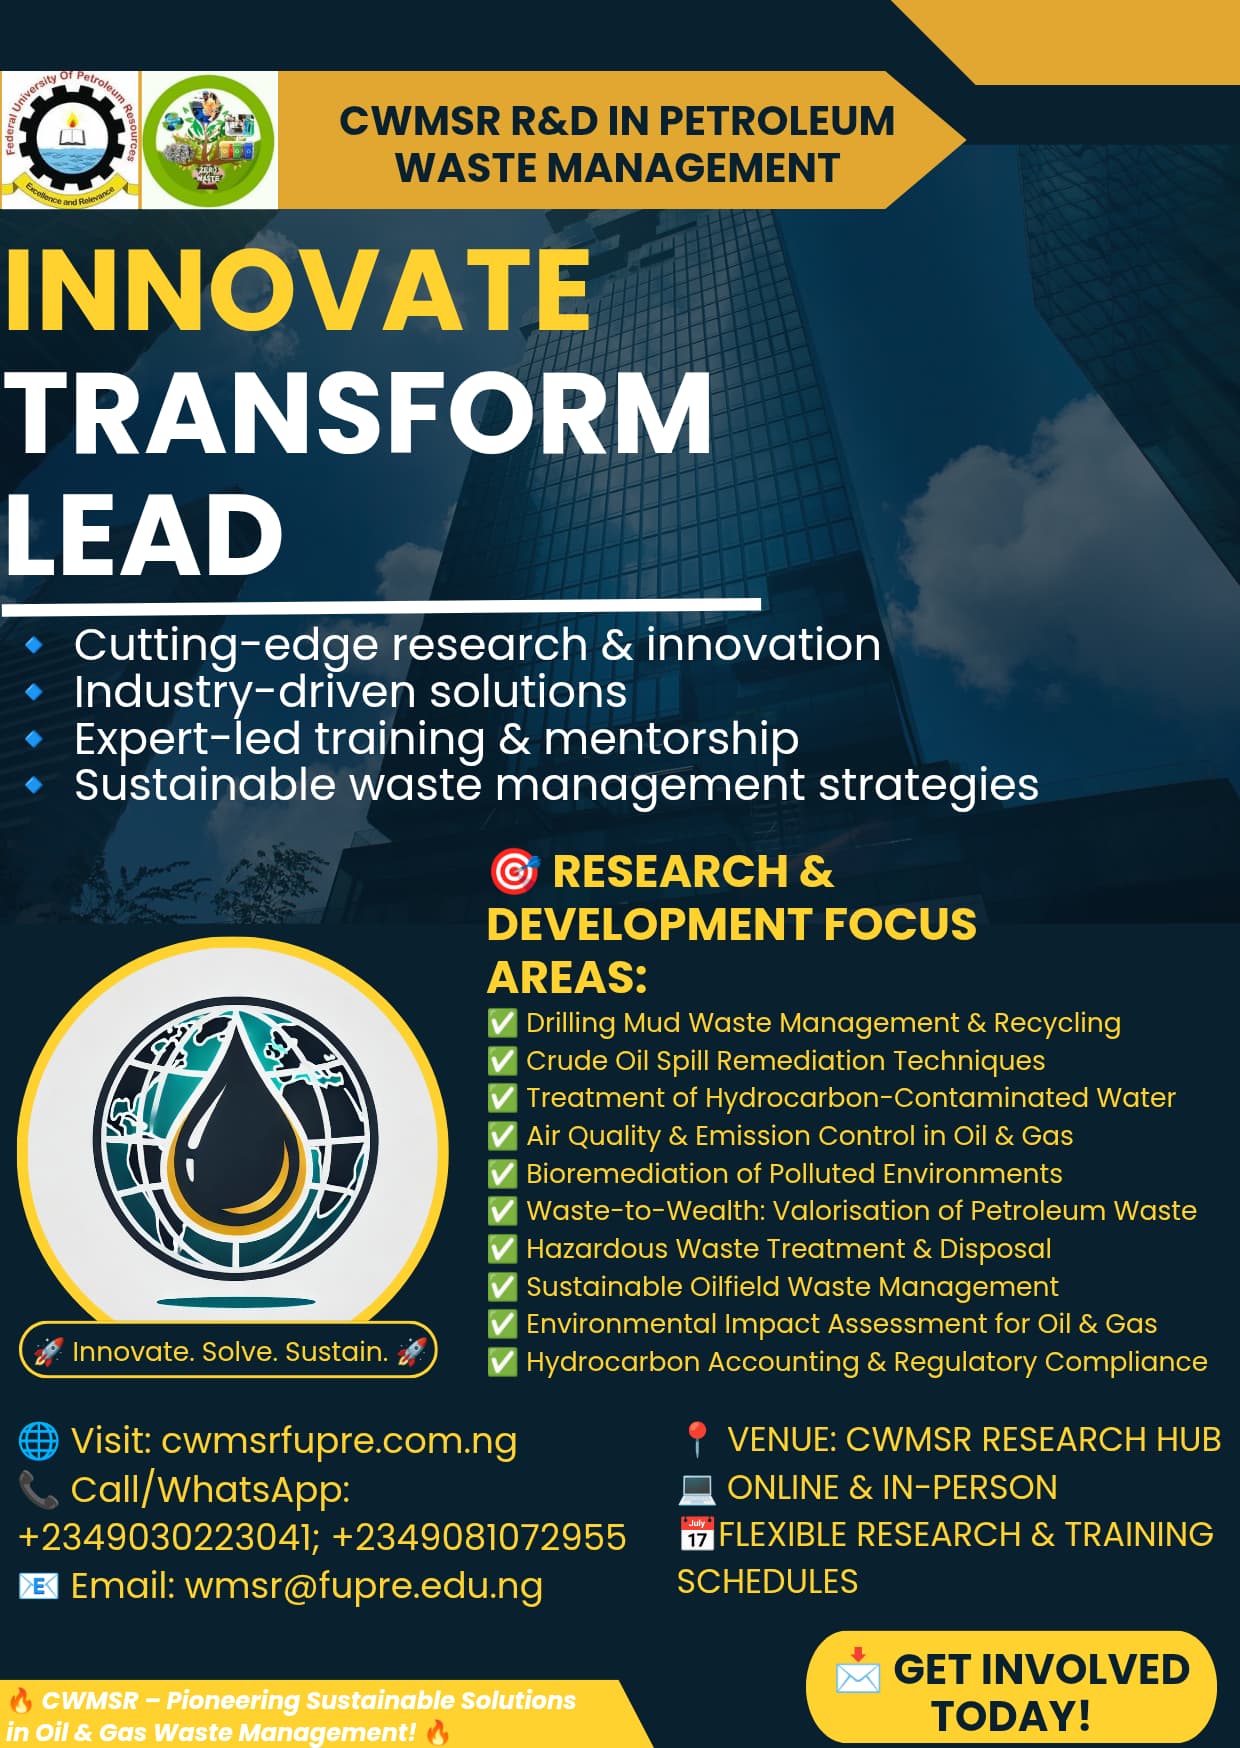 Federal University Of Petroleum Resources
Excellence and Relevance
ZERO
WASTE
CWMSR R&D IN PETROLEUM
WASTE MANAGEMENT
INNOVATE
TRANSFORM
LEAD
🔹 Cutting-edge research & innovation
🔹 Industry-driven solutions
🔹 Expert-led training & mentorship
🔹 Sustainable waste management strategies
🎯 RESEARCH &
DEVELOPMENT FOCUS
AREAS:
✅ Drilling Mud Waste Management & Recycling
✅ Crude Oil Spill Remediation Techniques
✅ Treatment of Hydrocarbon-Contaminated Water
✅ Air Quality & Emission Control in Oil & Gas
✅ Bioremediation of Polluted Environments
✅ Waste-to-Wealth: Valorisation of Petroleum Waste
✅ Hazardous Waste Treatment & Disposal
✅ Sustainable Oilfield Waste Management
✅ Environmental Impact Assessment for Oil & Gas
✅ Hydrocarbon Accounting & Regulatory Compliance
🚀 Innovate. Solve. Sustain. 🚀
🌐 Visit: cwmsrfupre.com.ng
📞 Call/WhatsApp:
+2349030223041; +2349081072955
📧 Email: wmsr@fupre.edu.ng
📍 VENUE: CWMSR RESEARCH HUB
💻 ONLINE & IN-PERSON
📅FLEXIBLE RESEARCH & TRAINING
SCHEDULES
📩 GET INVOLVED
TODAY!
🔥 CWMSR – Pioneering Sustainable Solutions
in Oil & Gas Waste Management! 🔥